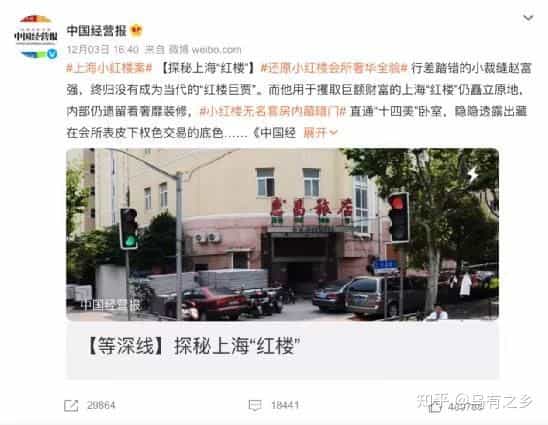 中国经营报
中国经营报
12月03日 16:40 来自 微博 weibo.com
#上海小红楼案# 【探秘上海“红楼”】#还原小红楼会所奢华全貌# 行差踏错的小裁缝赵富
强，终归没有成为当代的“红楼巨贾”。而他用于攫取巨额财富的上海“红楼”仍矗立原地，
内部仍遗留着奢靡装修，#小红楼无名套房内藏暗门# 直通“十四美”卧室，隐隐透露出藏
在会所表皮下权色交易的底色……《中国经 展开
惠昌旅店
中国经营报
【等深线】探秘上海“红楼”
29864
18441
知乎 @乌有之乡